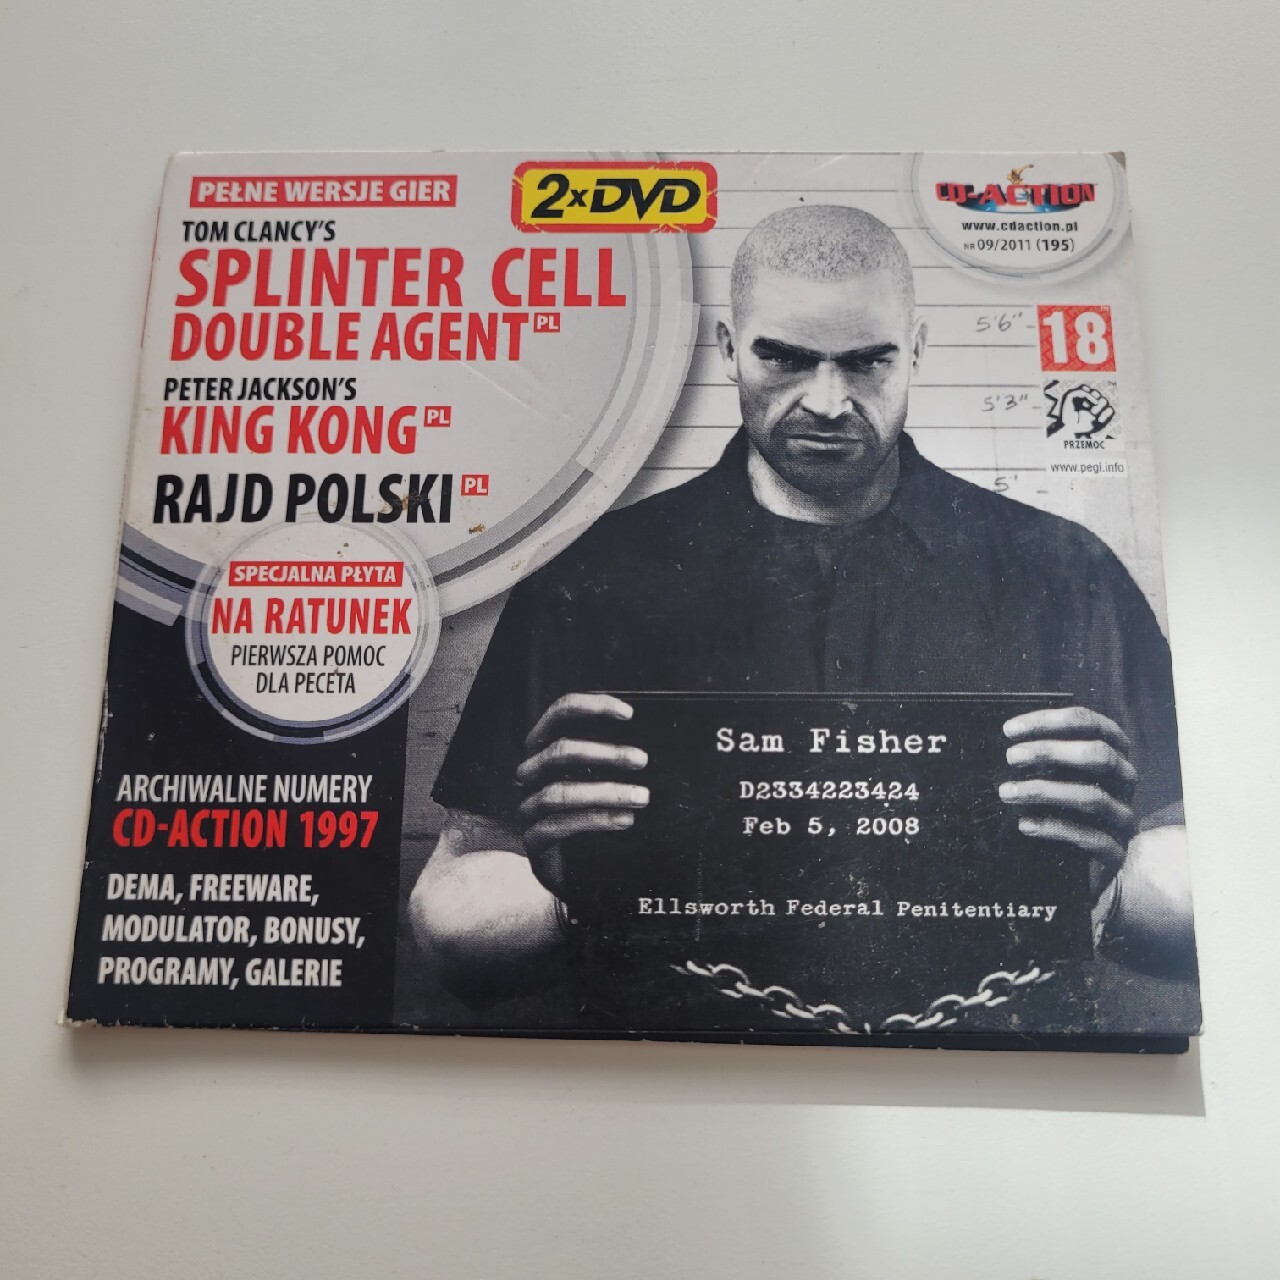 PEŁNE WERSJE GIER
TOM CLANCY'S
SPLINTER CELL
DOUBLE AGENT PL
PETER JACKSON'S
KING KONG PL
RAJD POLSKI PL
SPECJALNA PŁYTA
NA RATUNEK
PIERWSZA POMOC
DLA PECETA
ARCHIWALNE NUMERY
CD-ACTION 1997
DEMA, FREEWARE,
MODULATOR, BONUSY,
PROGRAMY, GALERIE
2xDVD
CD-ACTION
www.cdaction.pl
NR 09/2011 (195)
5'6"
18
5'3"
PRZEMOC
www.pegi.info
5'
Sam Fisher
D2334223424
Feb 5, 2008
Ellsworth Federal Penitentiary